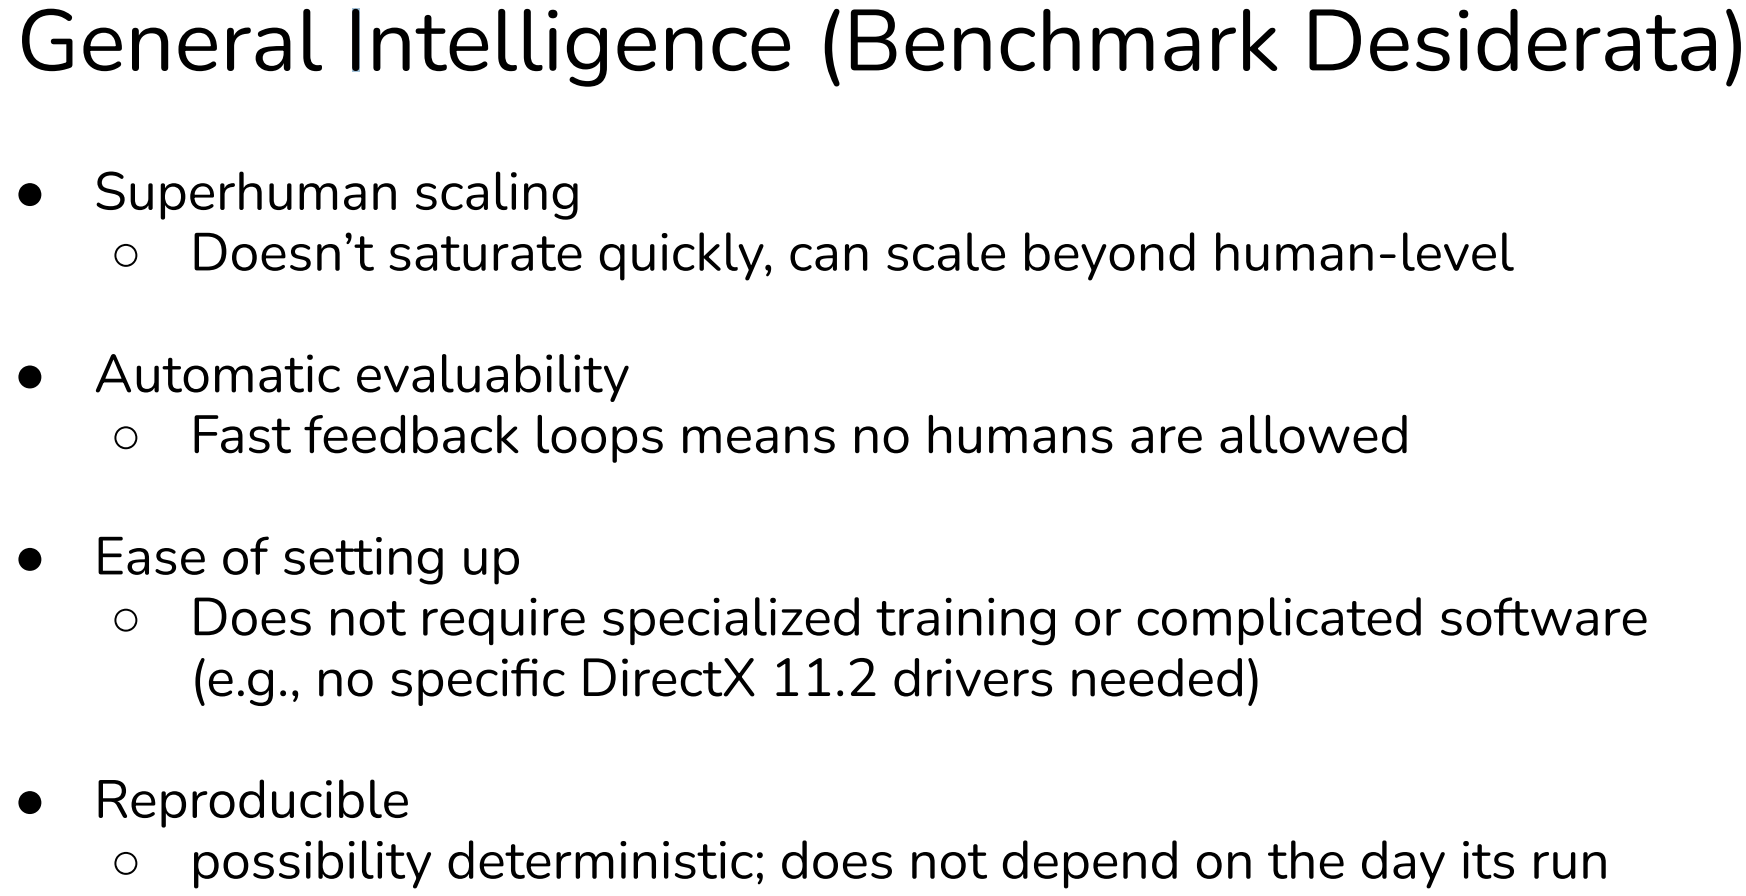 General Intelligence (Benchmark Desiderata)
● Superhuman scaling
○ Doesn’t saturate quickly, can scale beyond human-level
● Automatic evaluability
○ Fast feedback loops means no humans are allowed
● Ease of setting up
○ Does not require specialized training or complicated software
(e.g., no specific DirectX 11.2 drivers needed)
● Reproducible
○ possibility deterministic; does not depend on the day its run